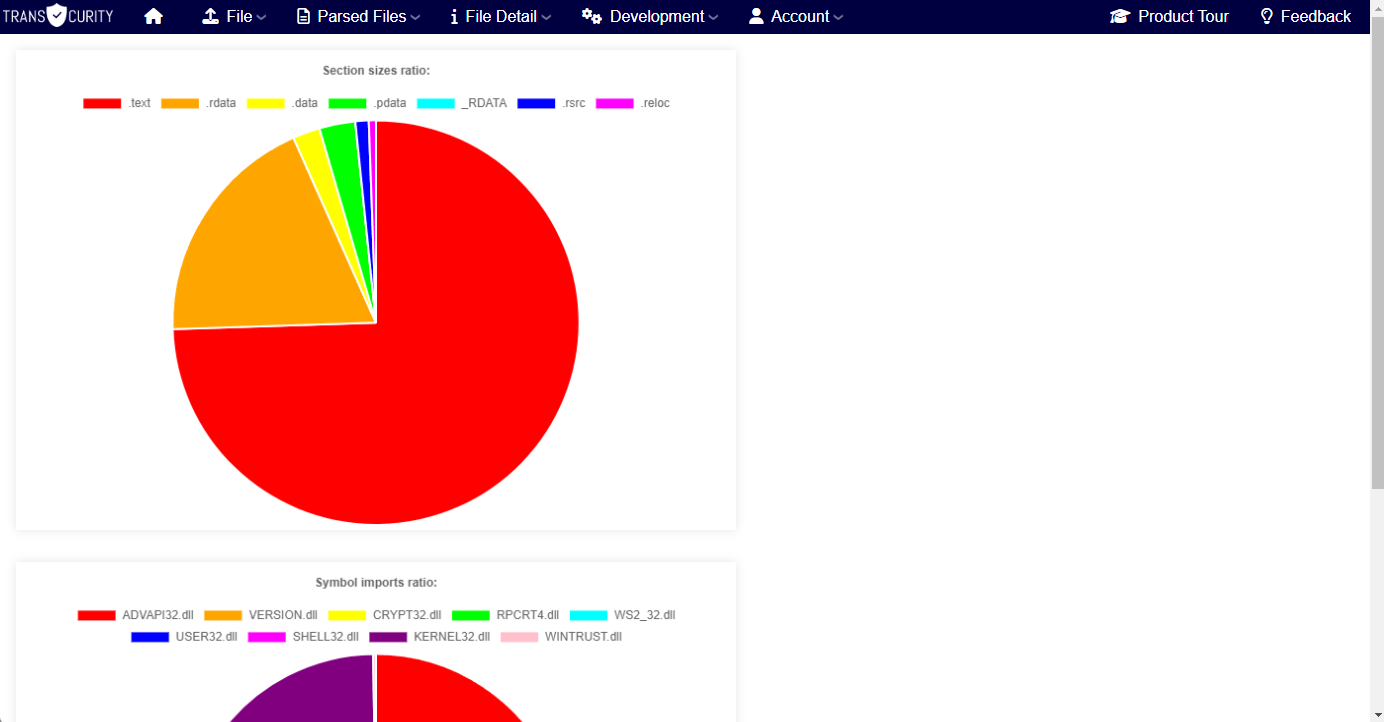 TRANSCURITY File Parsed Files File Detail Development Account Product Tour Feedback
Section sizes ratio:
.text .rdata .data .pdata _RDATA .rsrc .reloc
Symbol imports ratio:
ADVAPI32.dll VERSION.dll CRYPT32.dll RPCRT4.dll WS2_32.dll
USER32.dll SHELL32.dll KERNEL32.dll WINTRUST.dll